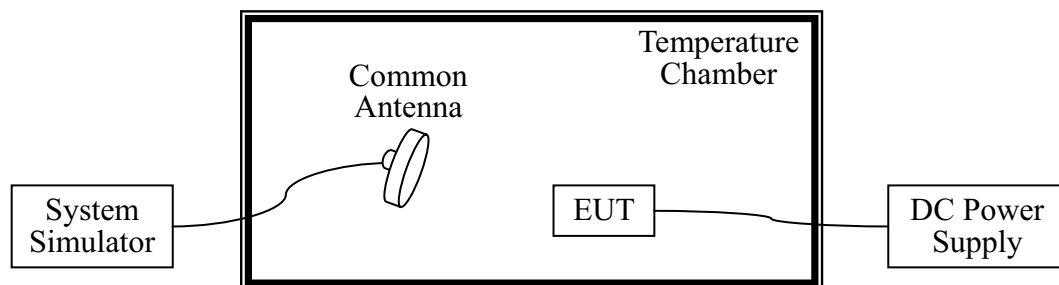 Temperature
Chamber
Common
Antenna
System
Simulator
EUT
DC Power
Supply